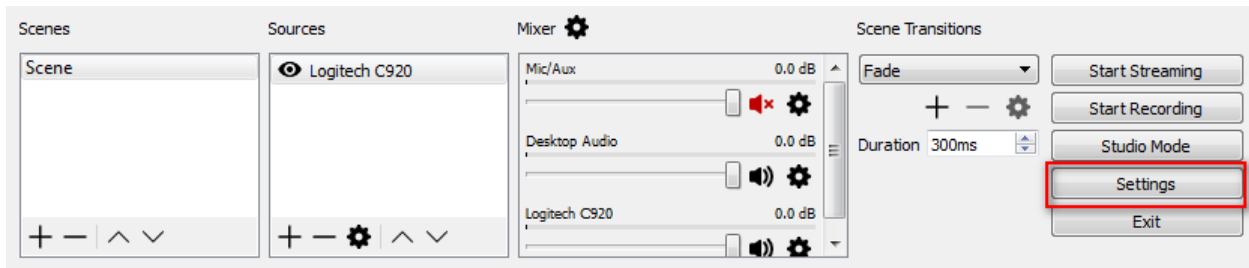 Scenes
Scene
Sources
Logitech C920
Mixer
Mic/Aux 0.0 dB
Desktop Audio 0.0 dB
Logitech C920 0.0 dB
Scene Transitions
Fade
Duration 300ms
Start Streaming
Start Recording
Studio Mode
Settings
Exit